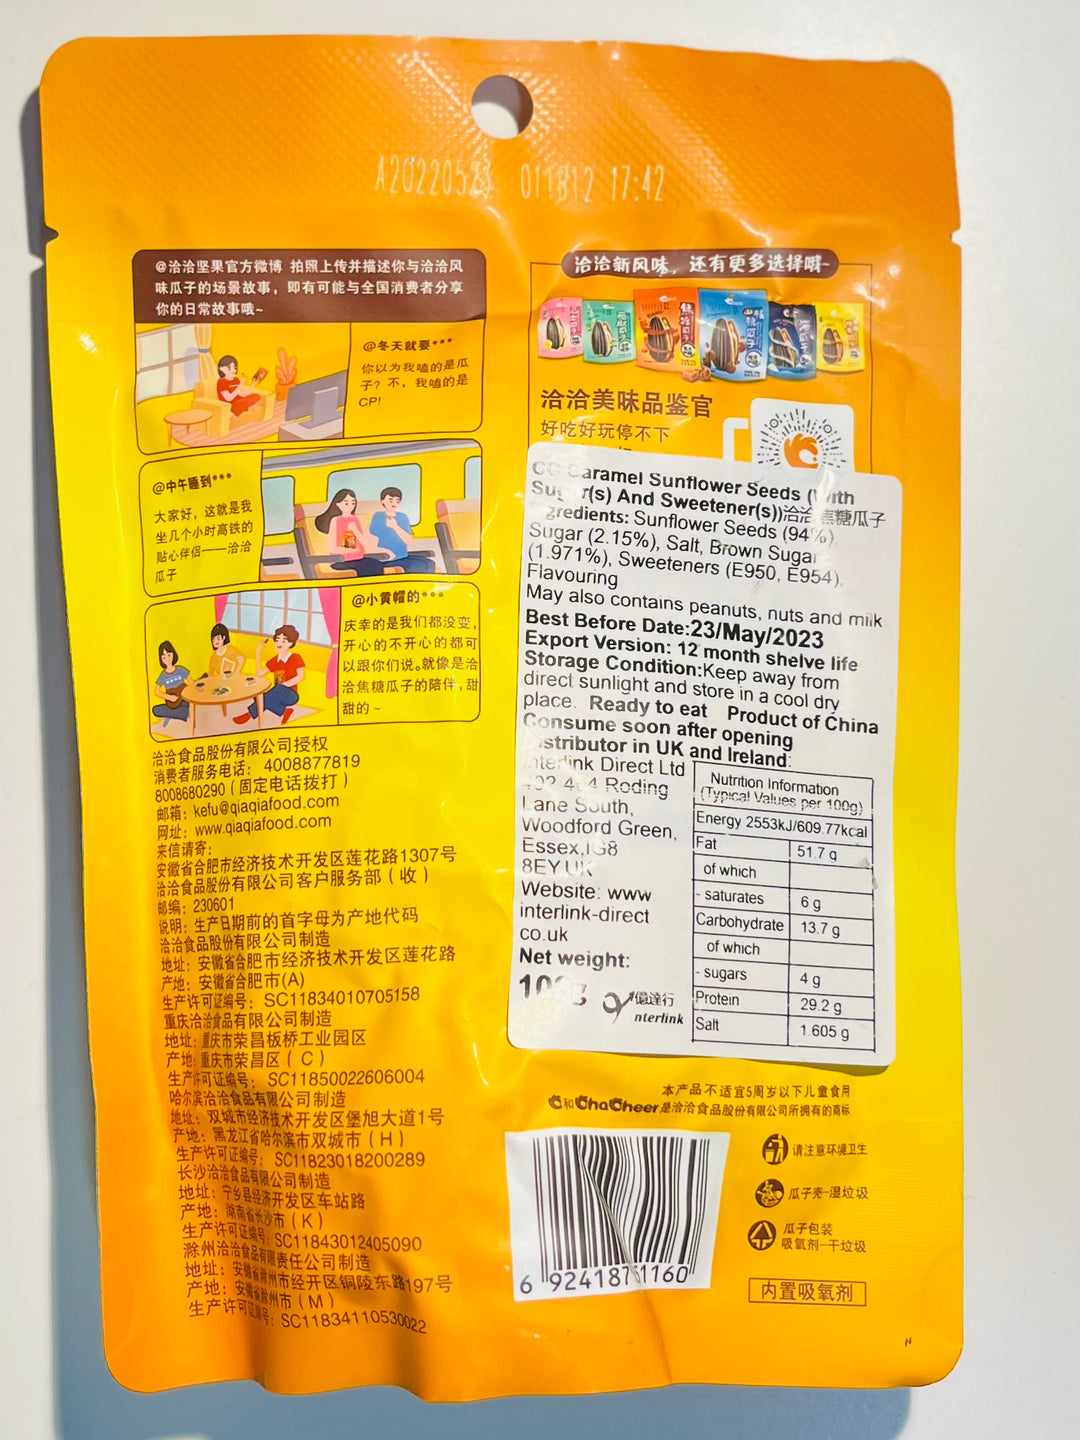 A20220523 011B12 17:42
@洽洽坚果官方微博 拍照上传并描述你与洽洽风
味瓜子的场景故事，即有可能与全国消费者分享
你的日常故事哦~
@冬天就要***
你以为我嗑的是瓜
子？不，我嗑的是
CP!
@中午睡到***
大家好，这就是我
坐几个小时高铁的
贴心伴侣——洽洽
瓜子
@小黄帽的***
庆幸的是我们都没变，
开心的不开心的都可
以跟你们说。就像是洽
洽焦糖瓜子的陪伴，甜
甜的~
洽洽食品股份有限公司授权
消费者服务电话：4008877819
8008680290（固定电话拨打）
邮箱：kefu@qiaqiafood.com
网址：www.qiaqiafood.com
来信请寄：
安徽省合肥市经济技术开发区莲花路1307号
洽洽食品股份有限公司客户服务部（收）
邮编：230601
说明：生产日期前的首字母为产地代码
洽洽食品股份有限公司制造
地址：安徽省合肥市经济技术开发区莲花路
产地：安徽省合肥市(A)
生产许可证编号：SC11834010705158
重庆洽洽食品有限公司制造
地址：重庆市荣昌板桥工业园区
产地：重庆市荣昌区（C）
生产许可证编号：SC11850022606004
哈尔滨洽洽食品有限公司制造
地址：双城市经济技术开发区堡旭大道1号
产地：黑龙江省哈尔滨市双城市（H）
生产许可证编号：SC11823018200289
长沙洽洽食品有限公司制造
地址：宁乡县经济开发区车站路
产地：湖南省长沙市（K）
生产许可证编号：SC11843012405090
滁州洽洽食品有限责任公司制造
地址：安徽省滁州市经开区铜陵东路197号
产地：安徽省滁州市（M）
生产许可证编号：SC11834110530022
洽洽新风味，还有更多选择哦~
洽洽美味品鉴官
好吃好玩停不下
CC Caramel Sunflower Seeds (With
Sugar(s) And Sweetener(s))洽洽焦糖瓜子
Ingredients: Sunflower Seeds (94%),
Sugar (2.15%), Salt, Brown Sugar
(1.971%), Sweeteners (E950, E954),
Flavouring
May also contains peanuts, nuts and milk
Best Before Date:23/May/2023
Export Version: 12 month shelve life
Storage Condition:Keep away from
direct sunlight and store in a cool dry
place. Ready to eat Product of China
Consume soon after opening
Distributor in UK and Ireland:
Interlink Direct Ltd
Roding
Lane South,
Woodford Green,
Essex,IG8
8EY UK
Website: www
interlink-direct
co.uk
Net weight:
108g
億達行
Interlink
Nutrition Information
(Typical Values per 100g)
Energy 2553kJ/609.77kcal
Fat 51.7 g
of which
- saturates 6 g
Carbohydrate 13.7 g
of which
- sugars 4 g
Protein 29.2 g
Salt 1.605 g
本产品不适宜5周岁以下儿童食用
和ChaCheer是洽洽食品股份有限公司所拥有的商标
请注意环境卫生
瓜子壳-湿垃圾
瓜子包装
吸氧剂-干垃圾
内置吸氧剂
6 924187 1160